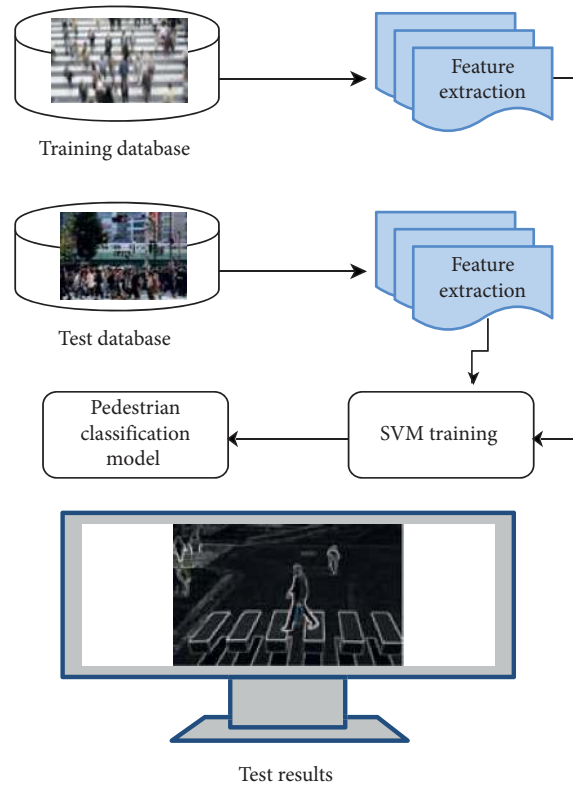 Feature
extraction
Training database
Feature
extraction
Test database
Pedestrian
classification
model
SVM training
Test results